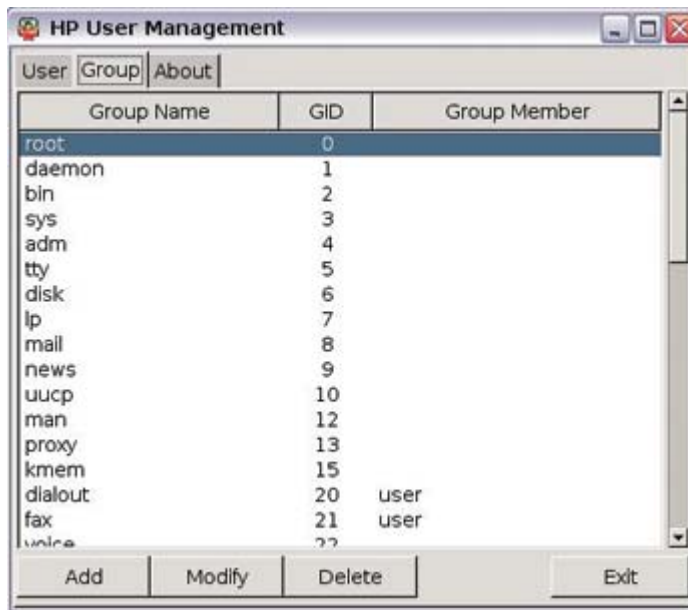 HP User Management
User Group About
Group Name GID Group Member
root 0
daemon 1
bin 2
sys 3
adm 4
tty 5
disk 6
lp 7
mail 8
news 9
uucp 10
man 12
proxy 13
kmem 15
dialout 20 user
fax 21 user
voice 22
Add Modify Delete Exit